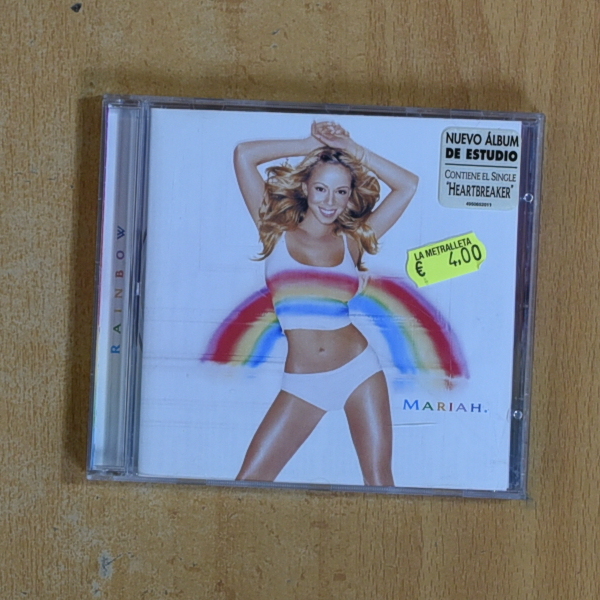 NUEVO ÁLBUM
DE ESTUDIO
CONTIENE EL SINGLE
"HEARTBREAKER"
LA METRALLETA
€ 4,00
RAINBOW
MARIAH.